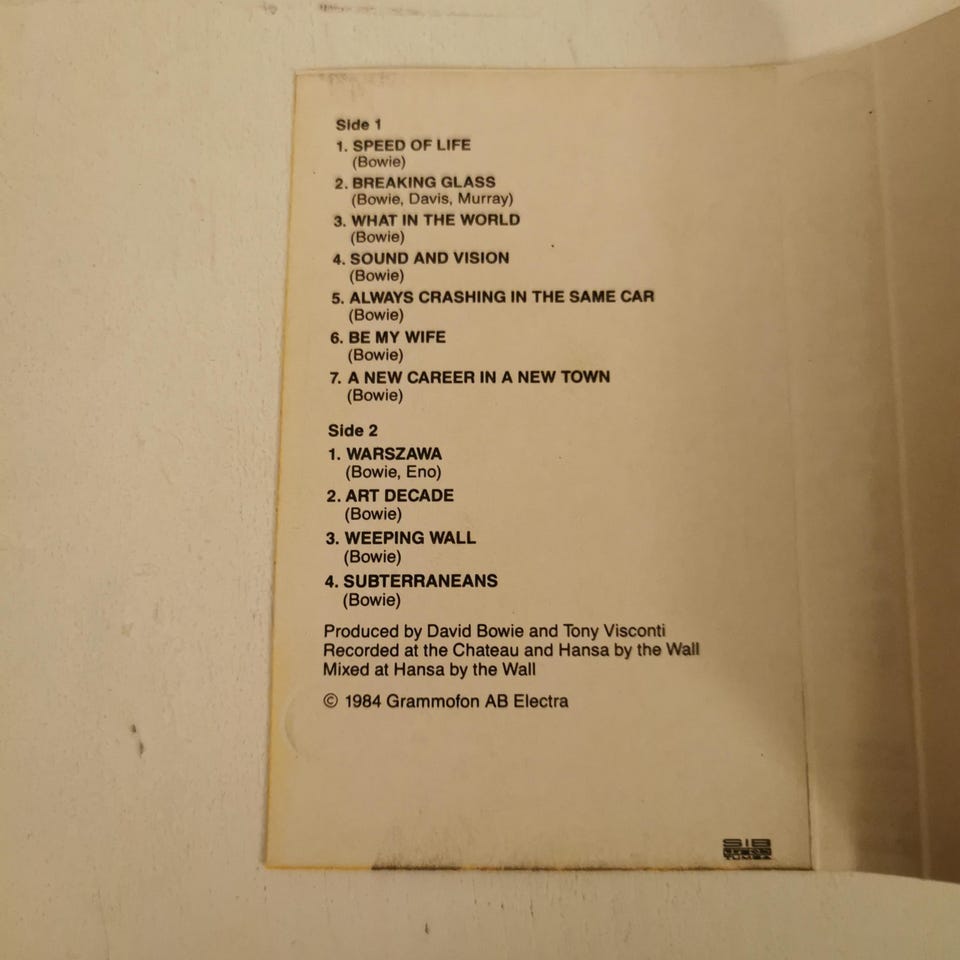 Side 1
1. SPEED OF LIFE
(Bowie)
2. BREAKING GLASS
(Bowie, Davis, Murray)
3. WHAT IN THE WORLD
(Bowie)
4. SOUND AND VISION
(Bowie)
5. ALWAYS CRASHING IN THE SAME CAR
(Bowie)
6. BE MY WIFE
(Bowie)
7. A NEW CAREER IN A NEW TOWN
(Bowie)
Side 2
1. WARSZAWA
(Bowie, Eno)
2. ART DECADE
(Bowie)
3. WEEPING WALL
(Bowie)
4. SUBTERRANEANS
(Bowie)
Produced by David Bowie and Tony Visconti
Recorded at the Chateau and Hansa by the Wall
Mixed at Hansa by the Wall
© 1984 Grammofon AB Electra
SIB